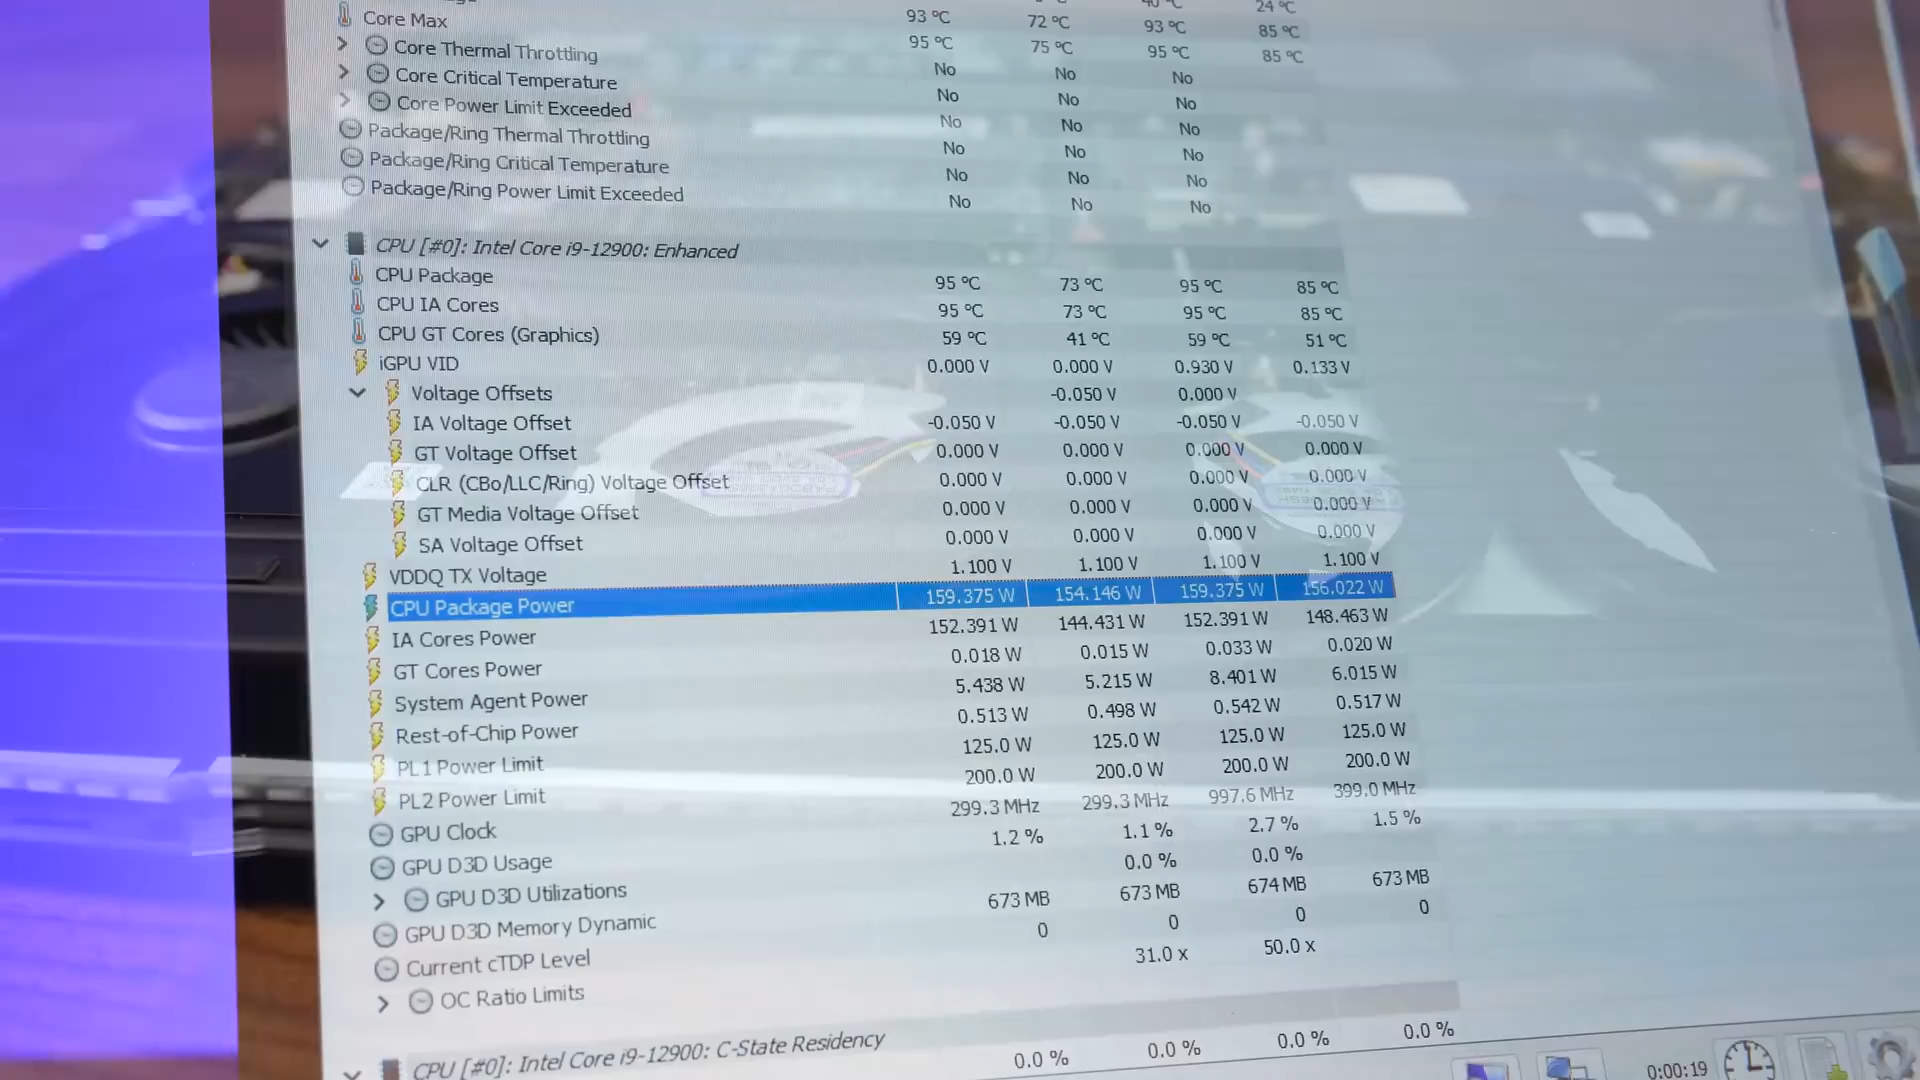 24 °C
Core Max 93 °C 72 °C 93 °C 85 °C
Core Thermal Throttling 95 °C 75 °C 95 °C 85 °C
Core Critical Temperature No No No
Core Power Limit Exceeded No No No
Package/Ring Thermal Throttling No No No
Package/Ring Critical Temperature No No No
Package/Ring Power Limit Exceeded No No No
No No No
CPU [#0]: Intel Core i9-12900: Enhanced
CPU Package 95 °C 73 °C 95 °C 85 °C
CPU IA Cores 95 °C 73 °C 95 °C 85 °C
CPU GT Cores (Graphics) 59 °C 41 °C 59 °C 51 °C
iGPU VID 0.000 V 0.000 V 0.930 V 0.133 V
Voltage Offsets -0.050 V 0.000 V
IA Voltage Offset -0.050 V -0.050 V -0.050 V -0.050 V
GT Voltage Offset 0.000 V 0.000 V 0.000 V 0.000 V
CLR (CBo/LLC/Ring) Voltage Offset 0.000 V 0.000 V 0.000 V 0.000 V
GT Media Voltage Offset 0.000 V 0.000 V 0.000 V 0.000 V
SA Voltage Offset 0.000 V 0.000 V 0.000 V 0.000 V
VDDQ TX Voltage 1.100 V 1.100 V 1.100 V 1.100 V
CPU Package Power 159.375 W 154.146 W 159.375 W 156.022 W
IA Cores Power 152.391 W 144.431 W 152.391 W 148.463 W
GT Cores Power 0.018 W 0.015 W 0.033 W 0.020 W
System Agent Power 5.438 W 5.215 W 8.401 W 6.015 W
Rest-of-Chip Power 0.513 W 0.498 W 0.542 W 0.517 W
PL1 Power Limit 125.0 W 125.0 W 125.0 W 125.0 W
PL2 Power Limit 200.0 W 200.0 W 200.0 W 200.0 W
GPU Clock 299.3 MHz 299.3 MHz 997.6 MHz 399.0 MHz
GPU D3D Usage 1.2 % 1.1 % 2.7 % 1.5 %
GPU D3D Utilizations 0.0 % 0.0 %
GPU D3D Memory Dynamic 673 MB 673 MB 674 MB 673 MB
Current cTDP Level 0 0 0 0
OC Ratio Limits 31.0 x 50.0 x
CPU [#0]: Intel Core i9-12900: C-State Residency
0.0 % 0.0 % 0.0 % 0.0 %
0:00:19